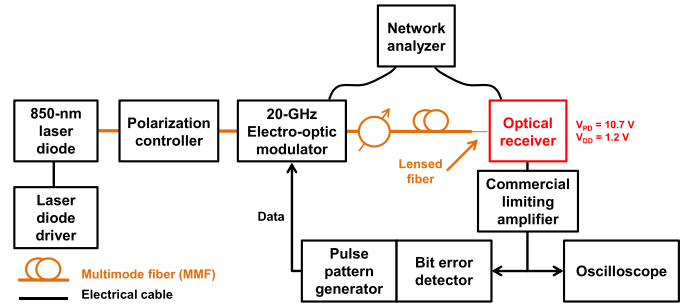 Network
analyzer
850-nm
laser
diode
Polarization
controller
20-GHz
Electro-optic
modulator
Optical
receiver
V_PD = 10.7 V
V_DD = 1.2 V
Lensed
fiber
Laser
diode
driver
Data
Commercial
limiting
amplifier
Pulse
pattern
generator
Bit error
detector
Oscilloscope
Multimode fiber (MMF)
Electrical cable